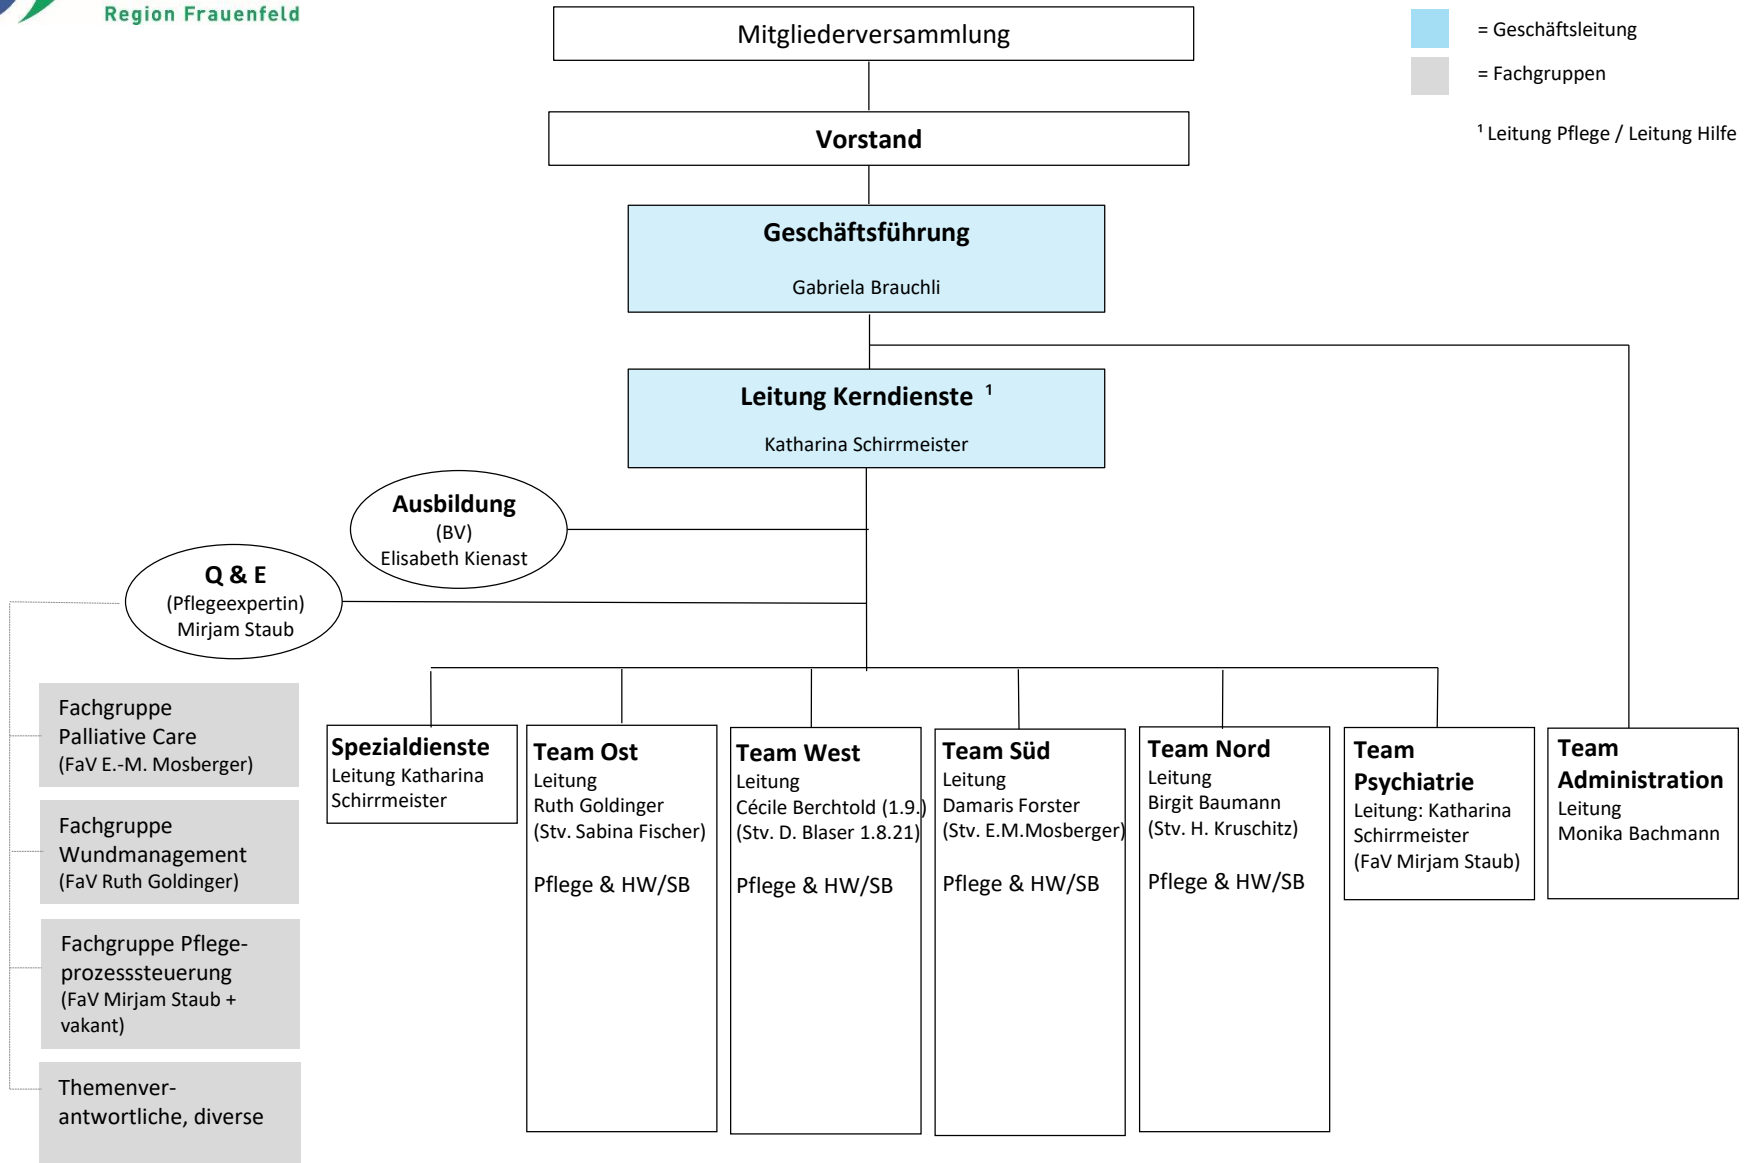 Region Frauenfeld
Mitgliederversammlung
= Geschäftsleitung
= Fachgruppen
¹ Leitung Pflege / Leitung Hilfe
Vorstand
Geschäftsführung
Gabriela Brauchli
Leitung Kerndienste ¹
Katharina Schirrmeister
Ausbildung
(BV)
Elisabeth Kienast
Q & E
(Pflegeexpertin)
Mirjam Staub
Fachgruppe
Palliative Care
(FaV E.-M. Mosberger)
Fachgruppe
Wundmanagement
(FaV Ruth Goldinger)
Fachgruppe Pflege-
prozesssteuerung
(FaV Mirjam Staub +
vakant)
Themenver-
antwortliche, diverse
Spezialdienste
Leitung Katharina
Schirrmeister
Team Ost
Leitung
Ruth Goldinger
(Stv. Sabina Fischer)
Pflege & HW/SB
Team West
Leitung
Cécile Berchtold (1.9.)
(Stv. D. Blaser 1.8.21)
Pflege & HW/SB
Team Süd
Leitung
Damaris Forster
(Stv. E.M.Mosberger)
Pflege & HW/SB
Team Nord
Leitung
Birgit Baumann
(Stv. H. Kruschitz)
Pflege & HW/SB
Team
Psychiatrie
Leitung: Katharina
Schirrmeister
(FaV Mirjam Staub)
Team
Administration
Leitung
Monika Bachmann